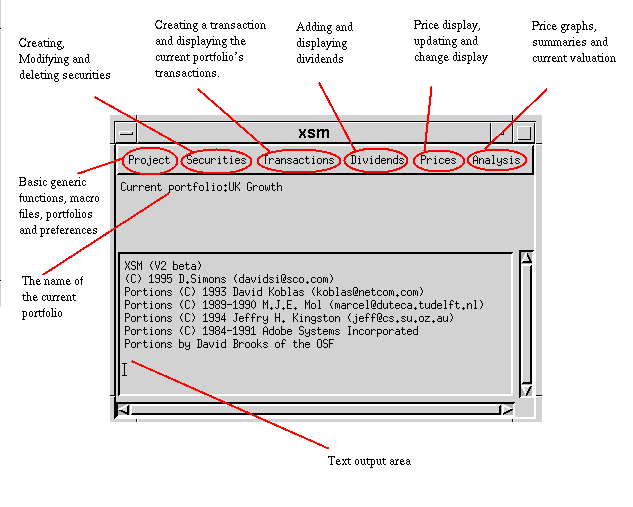 Creating,
Modifying and
deleting securities
Creating a transaction
and displaying the
current portfolio's
transactions.
Adding and
displaying
dividends
Price display,
updating and
change display
Price graphs,
summaries and
current valuation
xsm
Project Securities Transactions Dividends Prices Analysis
Current portfolio:UK Growth
Basic generic
functions, macro
files, portfolios
and preferences
The name of
the current
portfolio
XSM (V2 beta)
(C) 1995 D.Simons (davidsi@sco.com)
Portions (C) 1993 David Koblas (koblas@netcom.com)
Portions (C) 1989-1990 M.J.E. Mol (marcel@duteca.tudelft.nl)
Portions (C) 1994 Jeffry H. Kingston (jeff@cs.su.oz.au)
Portions (C) 1984-1991 Adobe Systems Incorporated
Portions by David Brooks of the OSF
Text output area